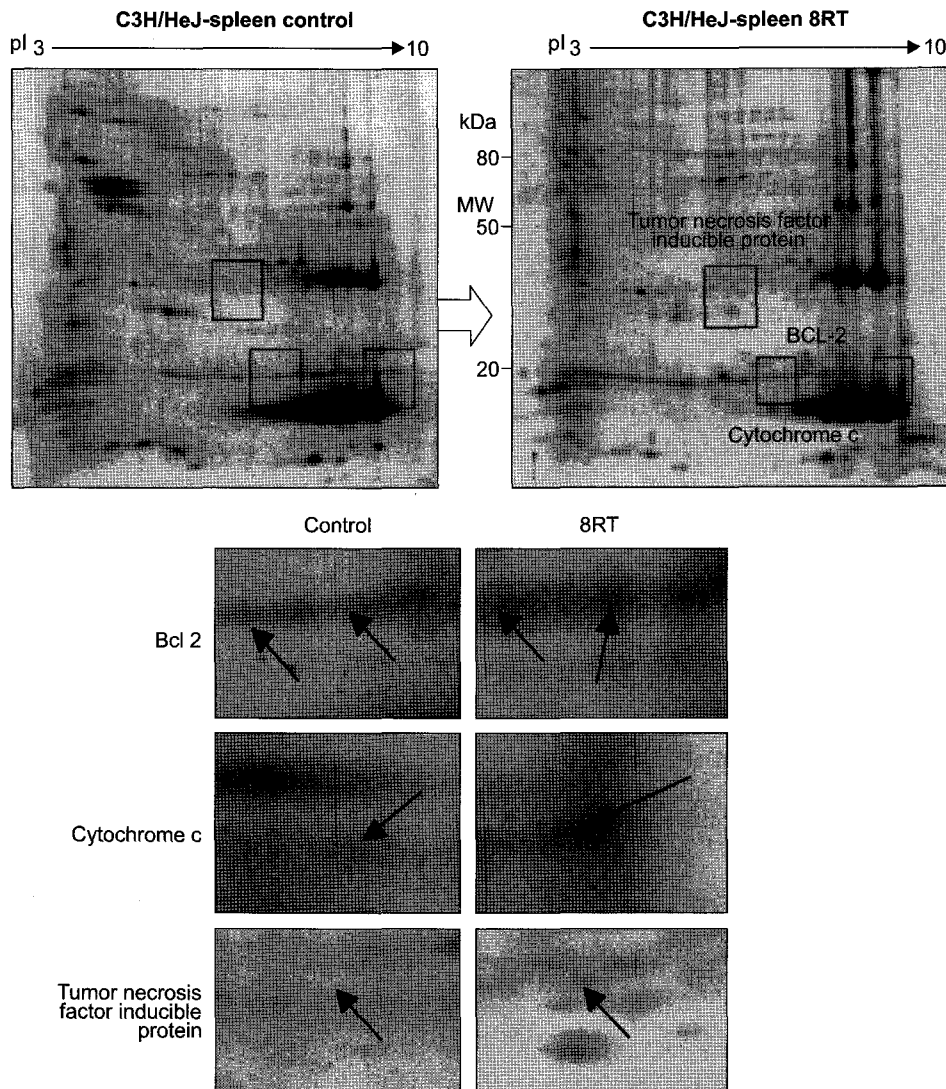 C3H/HeJ-spleen control
pI 3 10
C3H/HeJ-spleen 8RT
pI 3 10
kDa
80
MW
50
20
Tumor necrosis factor
inducible protein
BCL-2
Cytochrome c
Control
8RT
Bcl 2
Cytochrome c
Tumor necrosis
factor inducible
protein